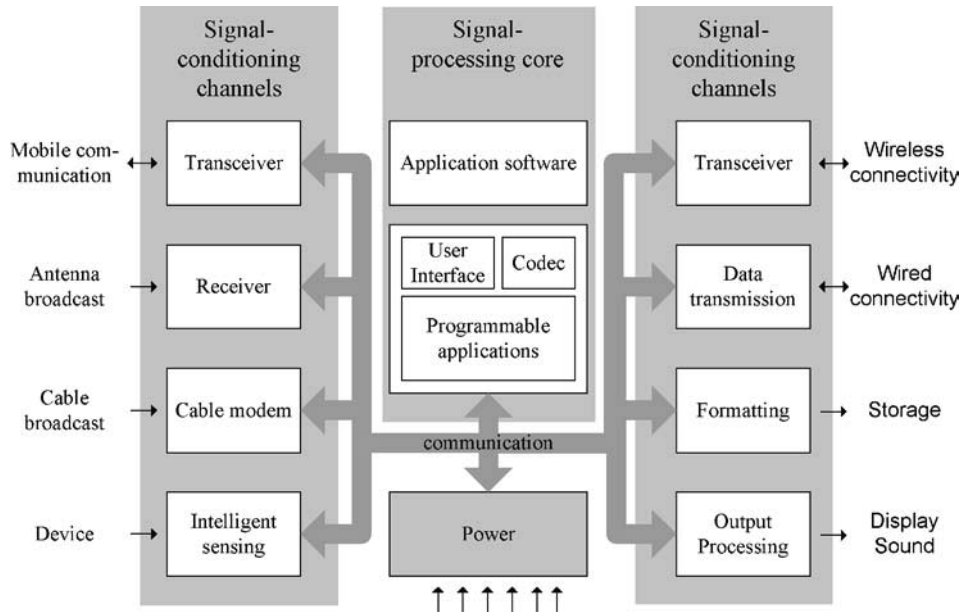 Signal-
conditioning
channels
Signal-
processing core
Signal-
conditioning
channels
Mobile com-
munication
Transceiver
Application software
Transceiver
Wireless
connectivity
Antenna
broadcast
Receiver
User
Interface
Codec
Programmable
applications
Data
transmission
Wired
connectivity
Cable
broadcast
Cable modem
communication
Formatting
Storage
Device
Intelligent
sensing
Power
Output
Processing
Display
Sound